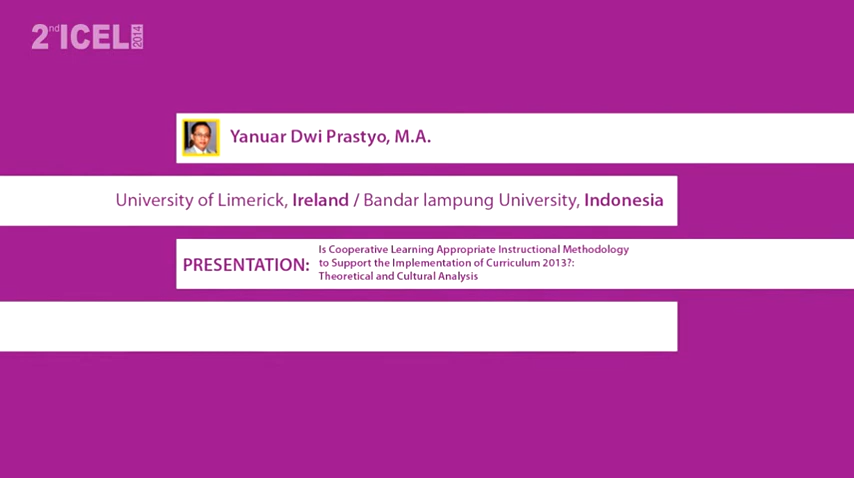 2nd ICEL 2014
Yanuar Dwi Prastyo, M.A.
University of Limerick, Ireland / Bandar lampung University, Indonesia
PRESENTATION:
Is Cooperative Learning Appropriate Instructional Methodology
to Support the Implementation of Curriculum 2013?:
Theoretical and Cultural Analysis